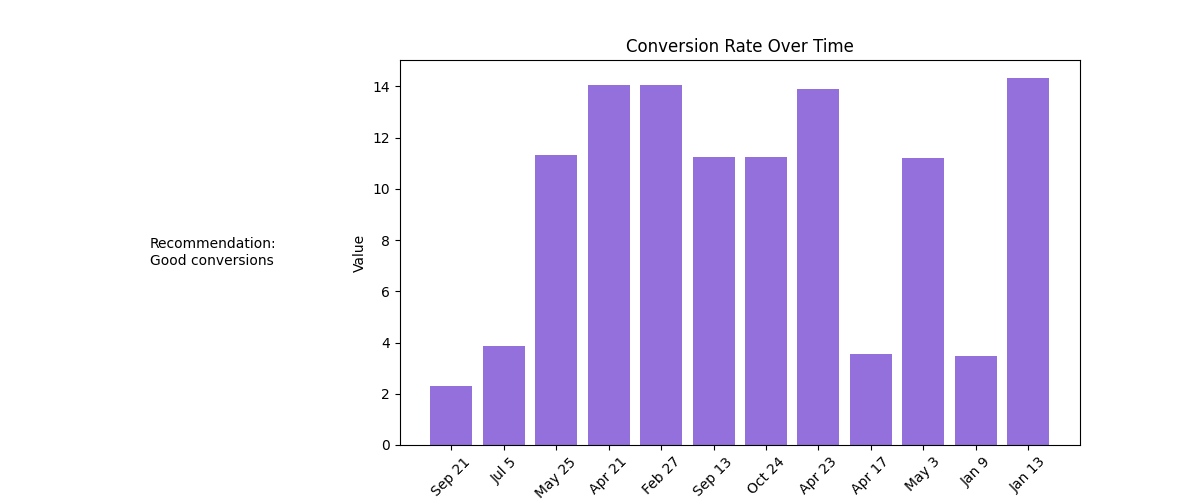 Conversion Rate Over Time
Recommendation:
Good conversions
Value
14
12
10
8
6
4
2
0
Sep 21
Jul 5
May 25
Apr 21
Feb 27
Sep 13
Oct 24
Apr 23
Apr 17
May 3
Jan 9
Jan 13